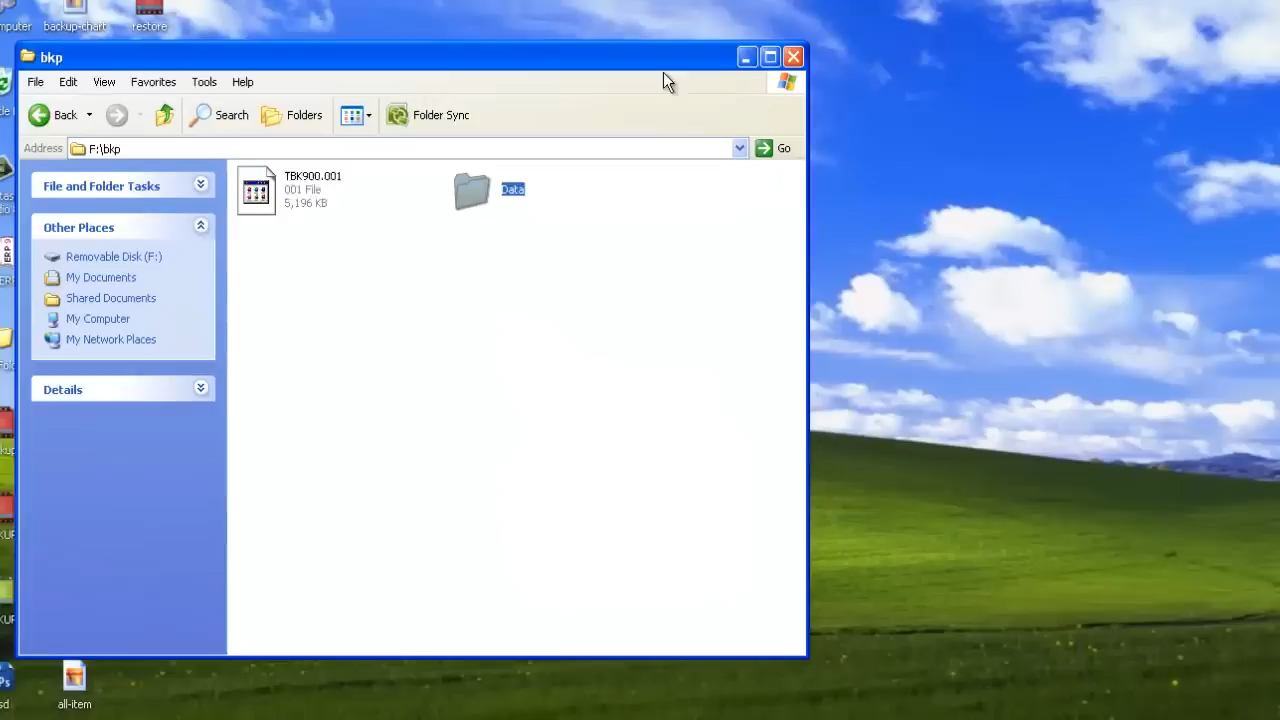 mputer
backup-chart
restore
bkp
File Edit View Favorites Tools Help
Back Search Folders Folder Sync
Address F:\bkp Go
File and Folder Tasks
Other Places
Removable Disk (F:)
My Documents
Shared Documents
My Computer
My Network Places
Details
TBK900.001
001 File
5,196 KB
Data
all-item